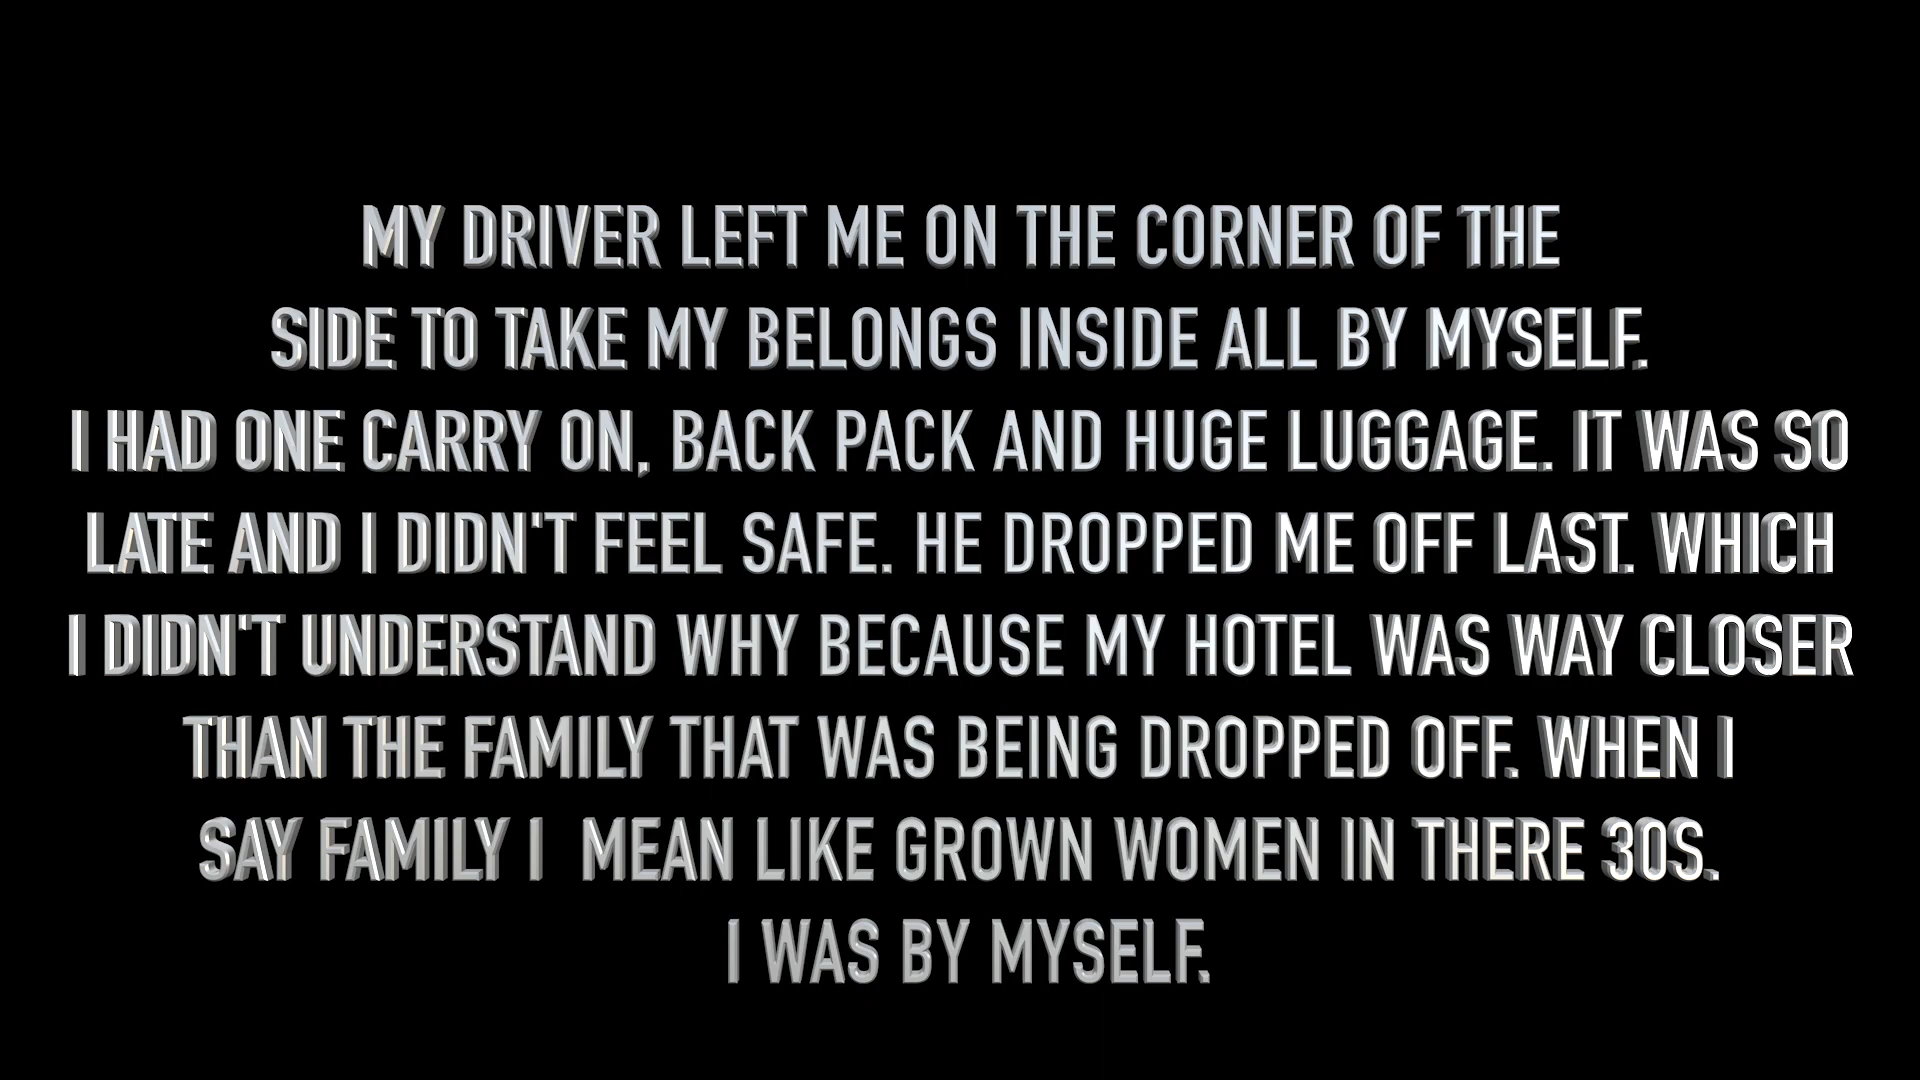 MY DRIVER LEFT ME ON THE CORNER OF THE
SIDE TO TAKE MY BELONGS INSIDE ALL BY MYSELF.
I HAD ONE CARRY ON, BACK PACK AND HUGE LUGGAGE. IT WAS SO
LATE AND I DIDN'T FEEL SAFE. HE DROPPED ME OFF LAST. WHICH
I DIDN'T UNDERSTAND WHY BECAUSE MY HOTEL WAS WAY CLOSER
THAN THE FAMILY THAT WAS BEING DROPPED OFF. WHEN I
SAY FAMILY I  MEAN LIKE GROWN WOMEN IN THERE 30S.
I WAS BY MYSELF.